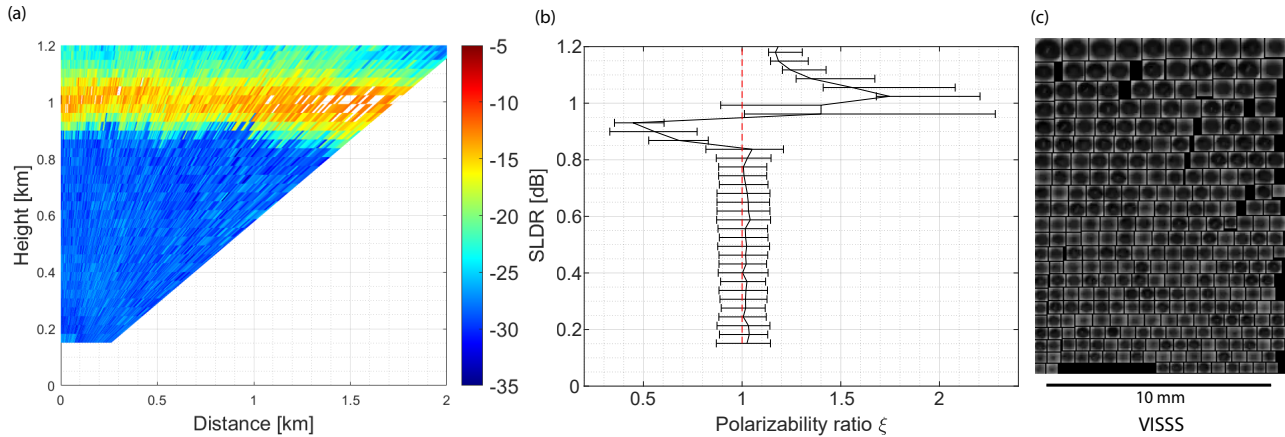 (a)
1.2
1
0.8
0.6
0.4
0.2
0
Height [km]
0 0.5 1 1.5 2
Distance [km]
-5
-10
-15
-20
-25
-30
-35
SLDR [dB]
(b)
1.2
1
0.8
0.6
0.4
0.2
0
0.5 1 1.5 2
Polarizability ratio ξ
(c)
10 mm
VISSS